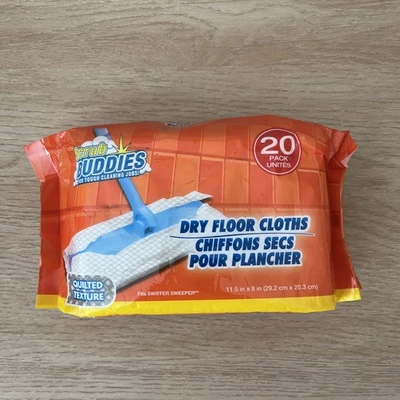 Scrub
BUDDIES
FOR TOUGH CLEANING JOBS!
20
PACK
UNITÉS
DRY FLOOR CLOTHS
CHIFFONS SECS
POUR PLANCHER
QUILTED
TEXTURE
Fits SWIFFER SWEEPER™
11.5 in x 8 in (29.2 cm x 20.3 cm)